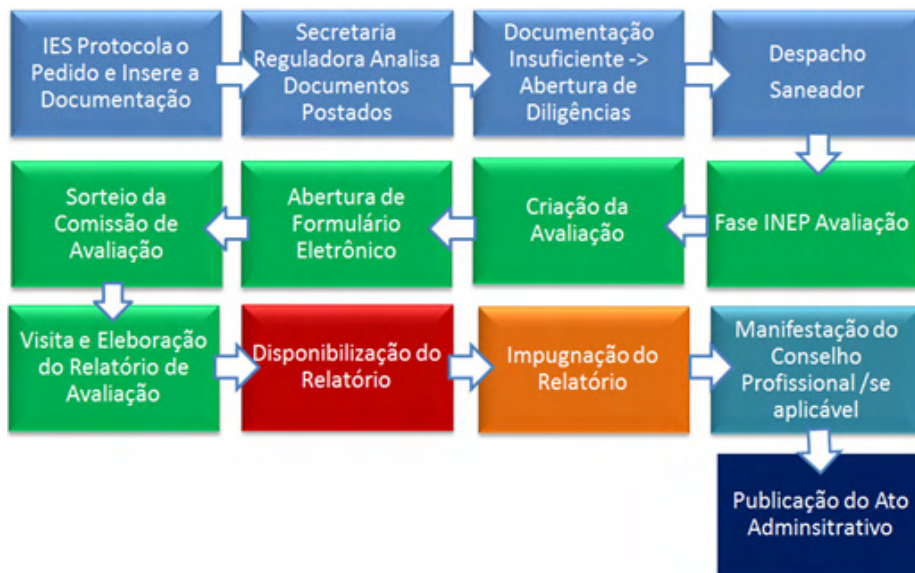 IES Protocola o
Pedido e Insere a
Documentação
Secretaria
Reguladora Analisa
Documentos
Postados
Documentação
Insuficiente ->
Abertura de
Diligências
Despacho
Saneador
Fase INEP Avaliação
Criação da
Avaliação
Abertura de
Formulário
Eletrônico
Sorteio da
Comissão de
Avaliação
Visita e Eleboração
do Relatório de
Avaliação
Disponibilização do
Relatório
Impugnação do
Relatório
Manifestação do
Conselho
Profissional /se
aplicável
Publicação do Ato
Adminsitrativo